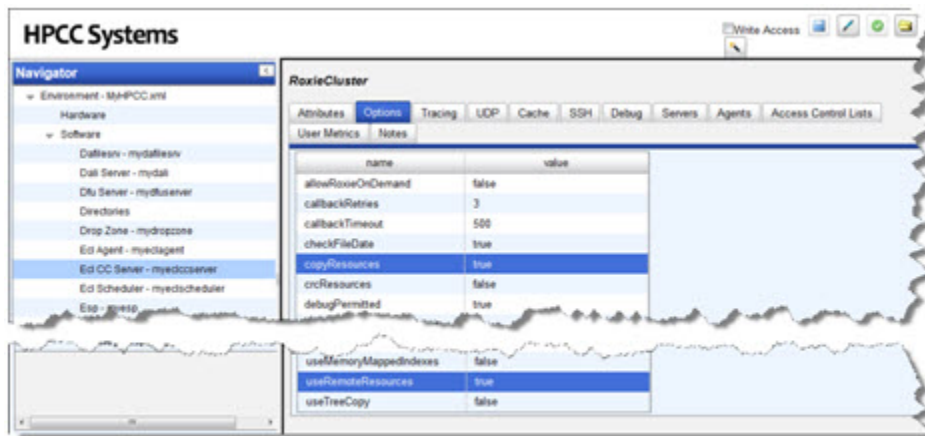 HPCC Systems
Write Access
Navigator
Environment - MyHPCC.xml
Hardware
Software
Dafilesrv - mydafilesrv
Dali Server - mydali
Dfu Server - mydfuserver
Directories
Drop Zone - mydropzone
Ecl Agent - myeclagent
Ecl CC Server - myeclccserver
Ecl Scheduler - myeclscheduler
Esp - myesp
RoxieCluster
Attributes Options Tracing UDP Cache SSH Debug Servers Agents Access Control Lists
User Metrics Notes
name value
allowRoxieOnDemand false
callbackRetries 3
callbackTimeout 500
checkFileDate true
copyResources true
crcResources false
debugPermitted true
useMemoryMappedIndexes false
useRemoteResources true
useTreeCopy false